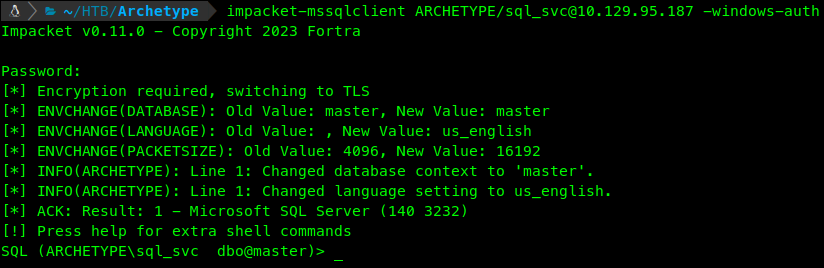 ~/HTB/Archetype impacket-mssqlclient ARCHETYPE/sql_svc@10.129.95.187 -windows-auth
Impacket v0.11.0 - Copyright 2023 Fortra
Password:
[*] Encryption required, switching to TLS
[*] ENVCHANGE(DATABASE): Old Value: master, New Value: master
[*] ENVCHANGE(LANGUAGE): Old Value: , New Value: us_english
[*] ENVCHANGE(PACKETSIZE): Old Value: 4096, New Value: 16192
[*] INFO(ARCHETYPE): Line 1: Changed database context to 'master'.
[*] INFO(ARCHETYPE): Line 1: Changed language setting to us_english.
[*] ACK: Result: 1 - Microsoft SQL Server (140 3232)
[!] Press help for extra shell commands
SQL (ARCHETYPE\sql_svc  dbo@master)> _